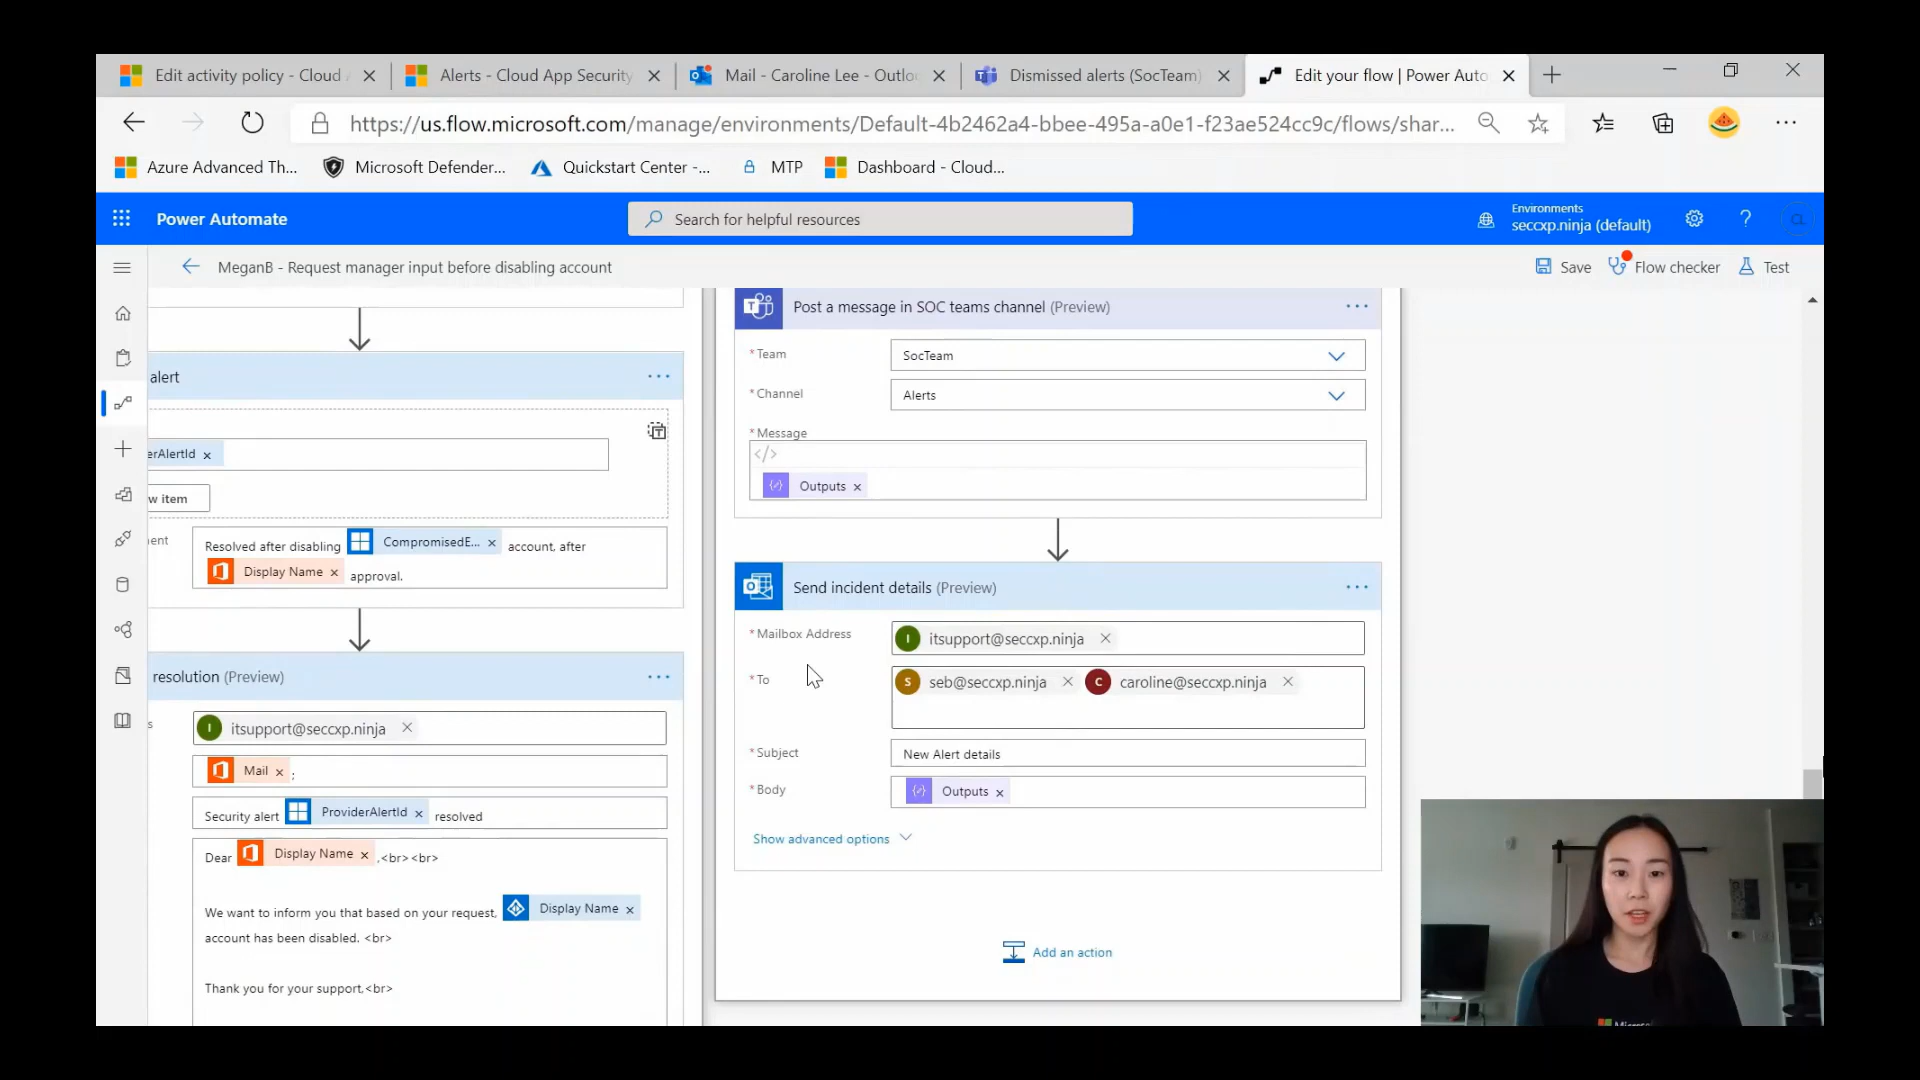 Edit activity policy - Cloud A
Alerts - Cloud App Security
Mail - Caroline Lee - Outlo
Dismissed alerts (SocTeam)
Edit your flow | Power Auto
https://us.flow.microsoft.com/manage/environments/Default-4b2462a4-bbee-495a-a0e1-f23ae524cc9c/flows/shar...
Azure Advanced Th...
Microsoft Defender...
Quickstart Center -...
MTP
Dashboard - Cloud...
Power Automate
Search for helpful resources
Environments
seccxp.ninja (default)
CL
MeganB - Request manager input before disabling account
Save
Flow checker
Test
alert
erAlertId ×
w item
ent
Resolved after disabling CompromisedE... × account, after
Display Name × approval.
resolution (Preview)
s
I itsupport@seccxp.ninja
Mail × ;
Security alert ProviderAlertId × resolved
Dear Display Name × ,<br><br>
We want to inform you that based on your request, Display Name ×
account has been disabled. <br>
Thank you for your support,<br>
Post a message in SOC teams channel (Preview)
* Team
SocTeam
* Channel
Alerts
* Message
</>
Outputs ×
Send incident details (Preview)
* Mailbox Address
I itsupport@seccxp.ninja
* To
S seb@seccxp.ninja C caroline@seccxp.ninja
* Subject
New Alert details
* Body
Outputs ×
Show advanced options
Add an action